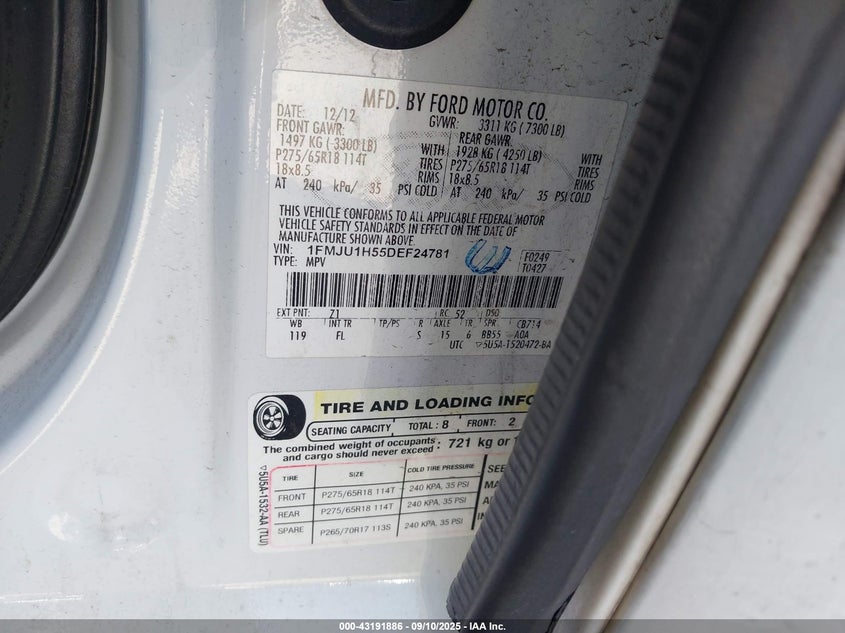 MFD. BY FORD MOTOR CO.
DATE: 12/12 GVWR: 3311 KG ( 7300 LB)
FRONT GAWR: REAR GAWR:
1497 KG ( 3300 LB) WITH 1928 KG ( 4250 LB) WITH
P275/65R18 114T TIRES P275/65R18 114T TIRES
18x8.5 RIMS 18x8.5 RIMS
AT 240 kPa/ 35 PSI COLD AT 240 kPa/ 35 PSI COLD
THIS VEHICLE CONFORMS TO ALL APPLICABLE FEDERAL MOTOR
VEHICLE SAFETY STANDARDS IN EFFECT ON THE DATE OF
MANUFACTURE SHOWN ABOVE.
VIN: 1FMJU1H55DEF24781 F0249
TYPE: MPV T0427
EXT PNT: Z1 RC: 52 DSO:
WB INT TR TP/PS R AXLE TR SPR CB714
119 FL S 15 6 BB55 AOA
UTC ▽5U5A-1520472-BA
TIRE AND LOADING INFO
SEATING CAPACITY TOTAL : 8 FRONT: 2
The combined weight of occupants : 721 kg or
and cargo should never exceed
TIRE SIZE COLD TIRE PRESSURE SEE
FRONT P275/65R18 114T 240 KPA, 35 PSI
REAR P275/65R18 114T 240 KPA, 35 PSI
SPARE P265/70R17 113S 240 KPA, 35 PSI
▽5U5A-1532-AA (TLU)
000-43191886 - 09/10/2025 - IAA Inc.